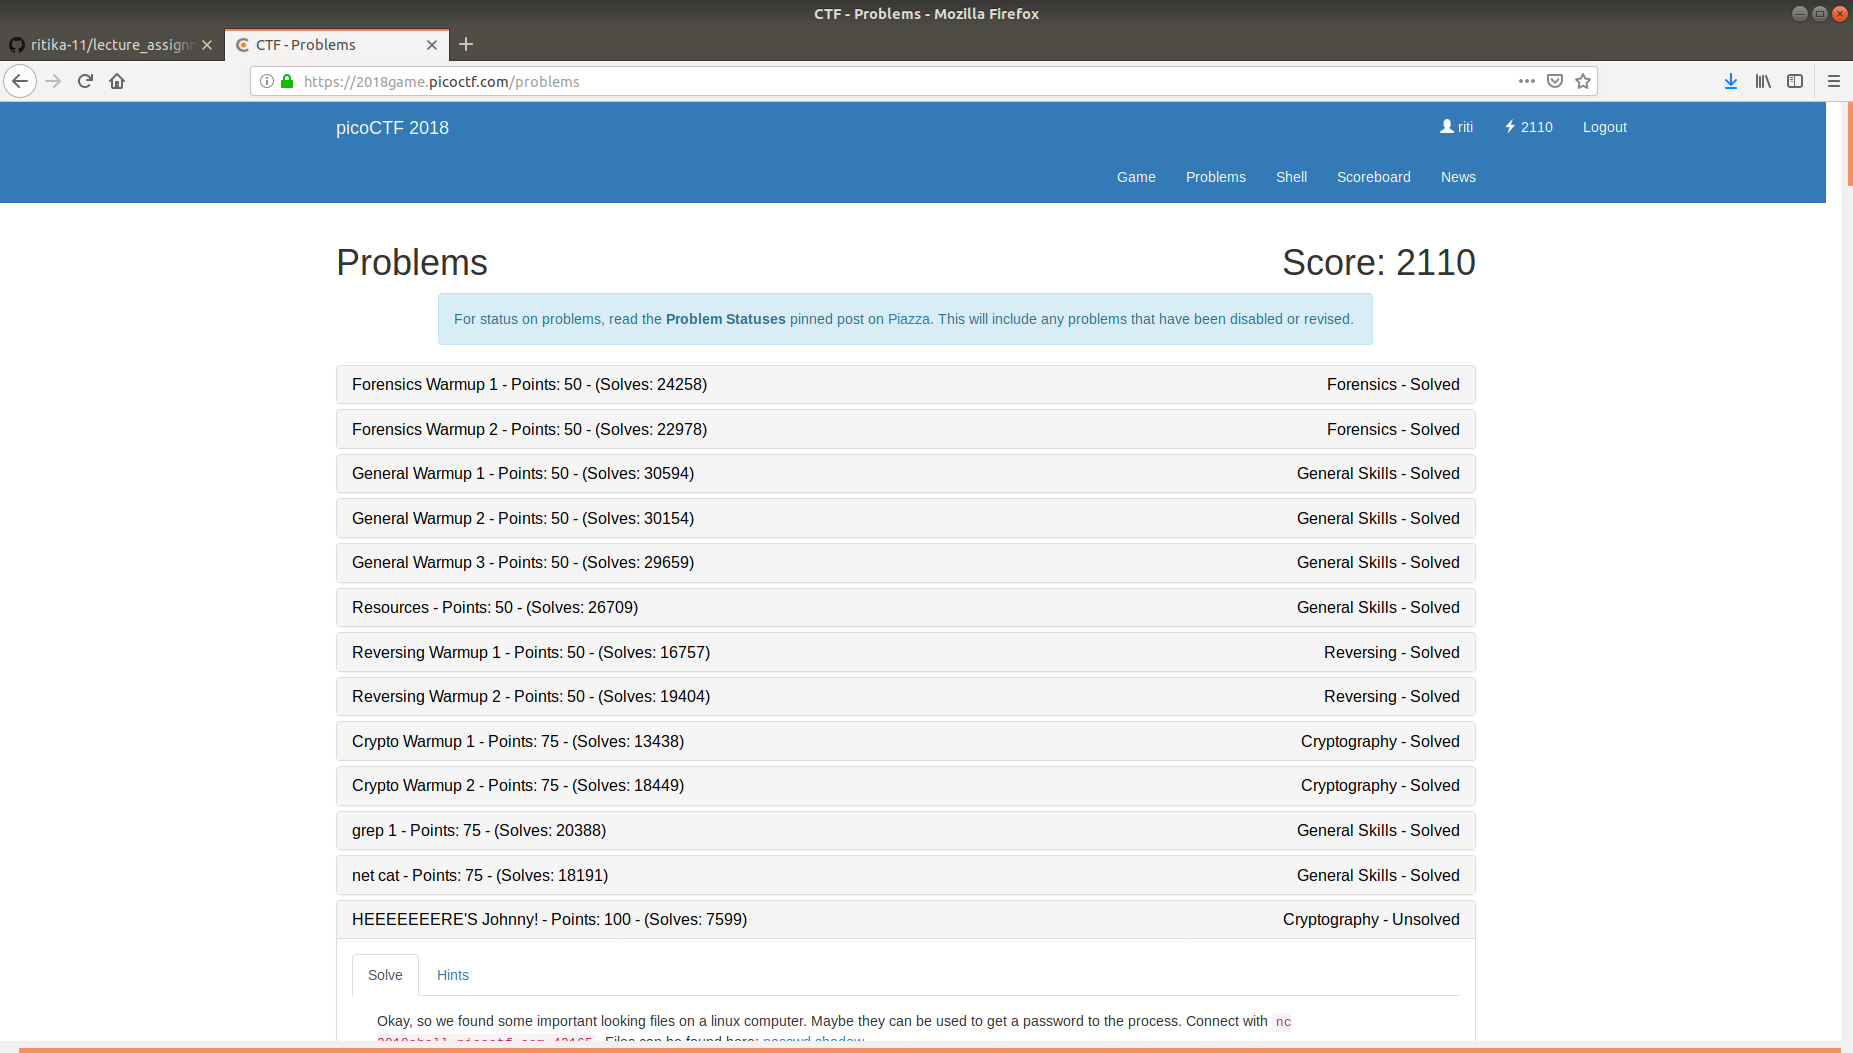 CTF - Problems - Mozilla Firefox
ritika-11/lecture_assign
CTF - Problems
https://2018game.picoctf.com/problems
picoCTF 2018
riti
2110
Logout
Game
Problems
Shell
Scoreboard
News
Problems
Score: 2110
For status on problems, read the Problem Statuses pinned post on Piazza. This will include any problems that have been disabled or revised.
Forensics Warmup 1 - Points: 50 - (Solves: 24258) Forensics - Solved
Forensics Warmup 2 - Points: 50 - (Solves: 22978) Forensics - Solved
General Warmup 1 - Points: 50 - (Solves: 30594) General Skills - Solved
General Warmup 2 - Points: 50 - (Solves: 30154) General Skills - Solved
General Warmup 3 - Points: 50 - (Solves: 29659) General Skills - Solved
Resources - Points: 50 - (Solves: 26709) General Skills - Solved
Reversing Warmup 1 - Points: 50 - (Solves: 16757) Reversing - Solved
Reversing Warmup 2 - Points: 50 - (Solves: 19404) Reversing - Solved
Crypto Warmup 1 - Points: 75 - (Solves: 13438) Cryptography - Solved
Crypto Warmup 2 - Points: 75 - (Solves: 18449) Cryptography - Solved
grep 1 - Points: 75 - (Solves: 20388) General Skills - Solved
net cat - Points: 75 - (Solves: 18191) General Skills - Solved
HEEEEEEERE'S Johnny! - Points: 100 - (Solves: 7599) Cryptography - Unsolved
Solve
Hints
Okay, so we found some important looking files on a linux computer. Maybe they can be used to get a password to the process. Connect with nc
Files can be found here: passwd shadow